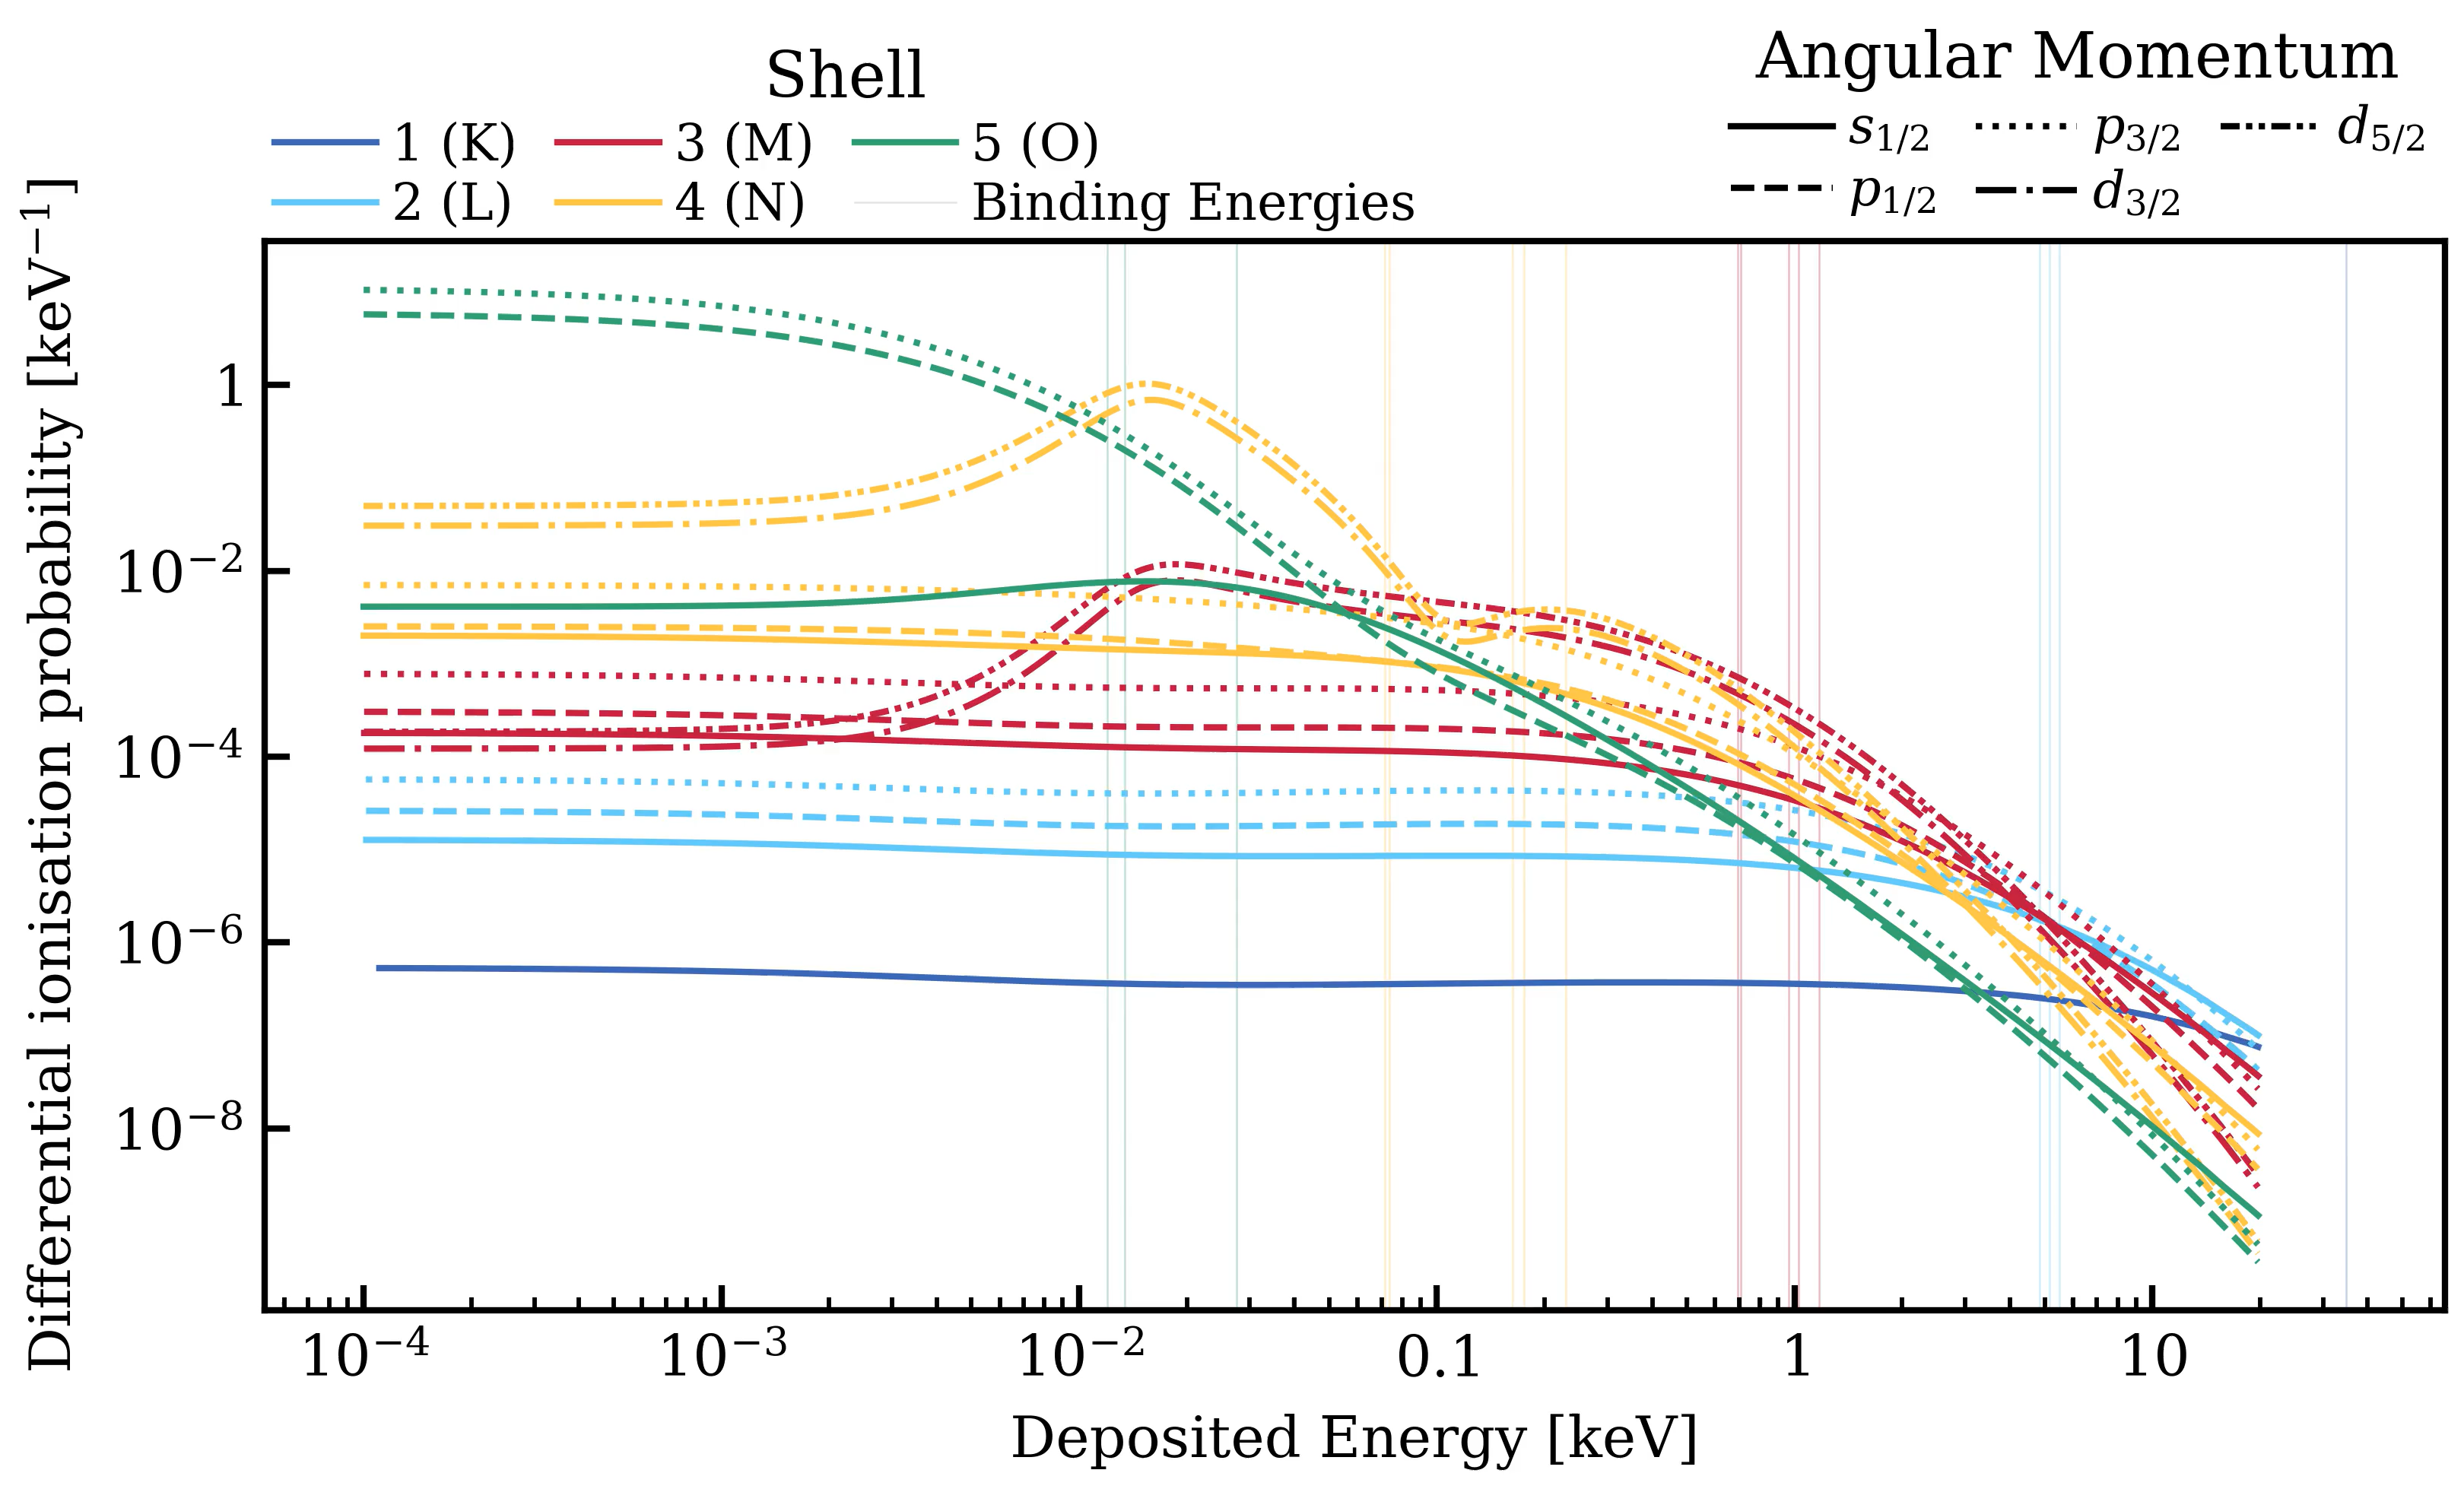 Shell
1 (K) 3 (M) 5 (O)
2 (L) 4 (N) Binding Energies
Angular Momentum
s1/2 p3/2 d5/2
p1/2 d3/2
Differential ionisation probability [keV⁻¹]
1
10⁻²
10⁻⁴
10⁻⁶
10⁻⁸
10⁻⁴ 10⁻³ 10⁻² 0.1 1 10
Deposited Energy [keV]